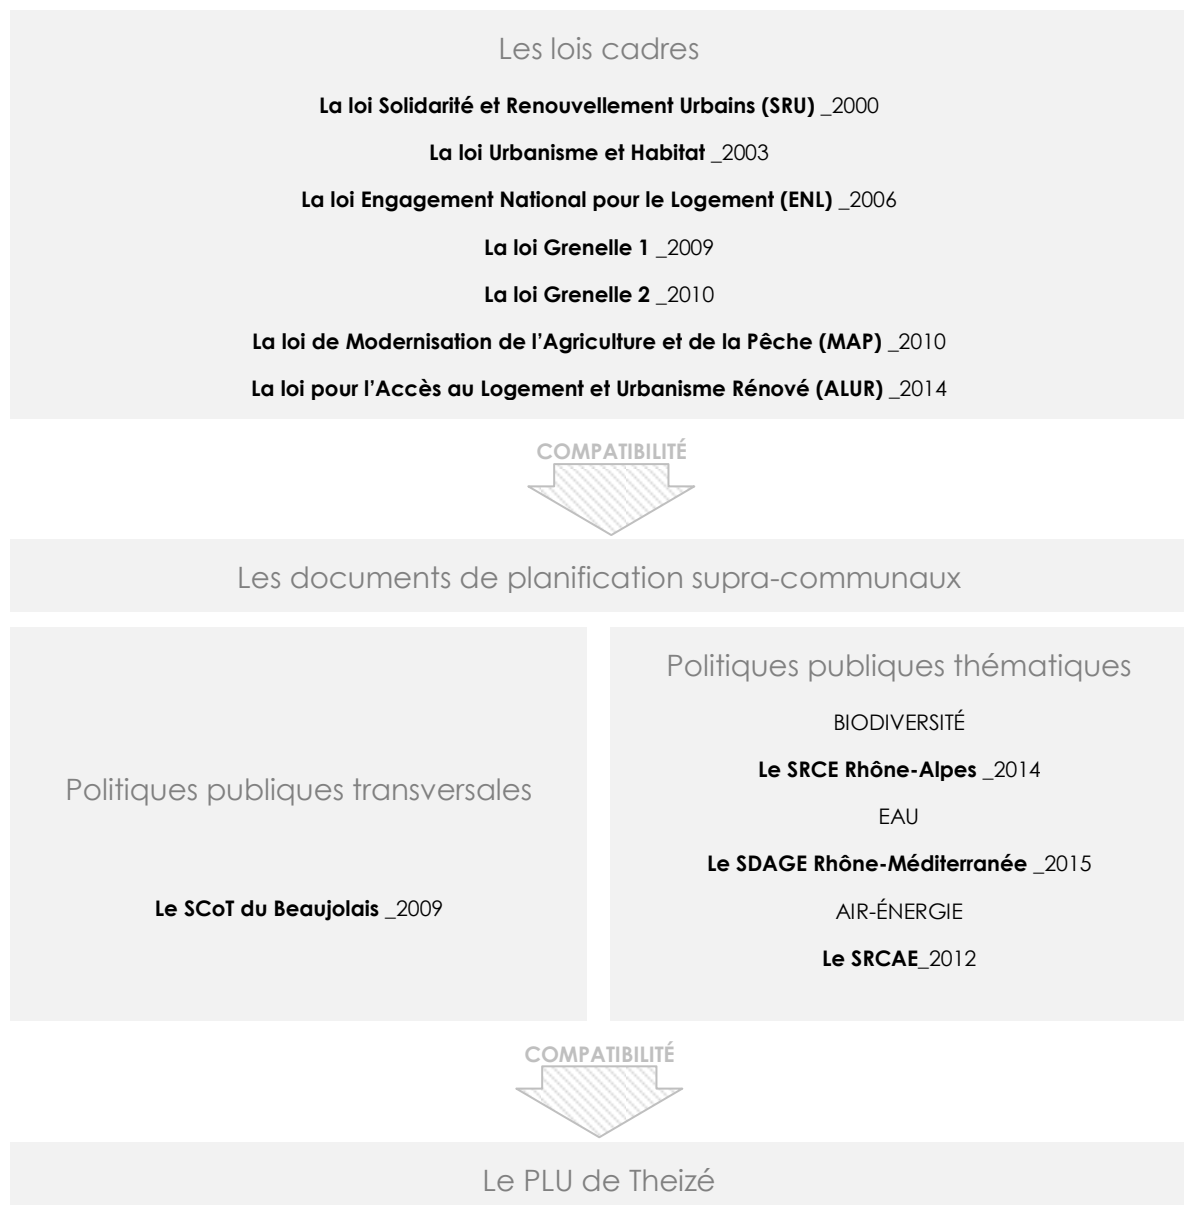 Les lois cadres
La loi Solidarité et Renouvellement Urbains (SRU) _2000
La loi Urbanisme et Habitat _2003
La loi Engagement National pour le Logement (ENL) _2006
La loi Grenelle 1 _2009
La loi Grenelle 2 _2010
La loi de Modernisation de l’Agriculture et de la Pêche (MAP) _2010
La loi pour l’Accès au Logement et Urbanisme Rénové (ALUR) _2014
COMPATIBILITÉ
Les documents de planification supra-communaux
Politiques publiques transversales
Le SCoT du Beaujolais _2009
Politiques publiques thématiques
BIODIVERSITÉ
Le SRCE Rhône-Alpes _2014
EAU
Le SDAGE Rhône-Méditerranée _2015
AIR-ÉNERGIE
Le SRCAE_2012
COMPATIBILITÉ
Le PLU de Theizé